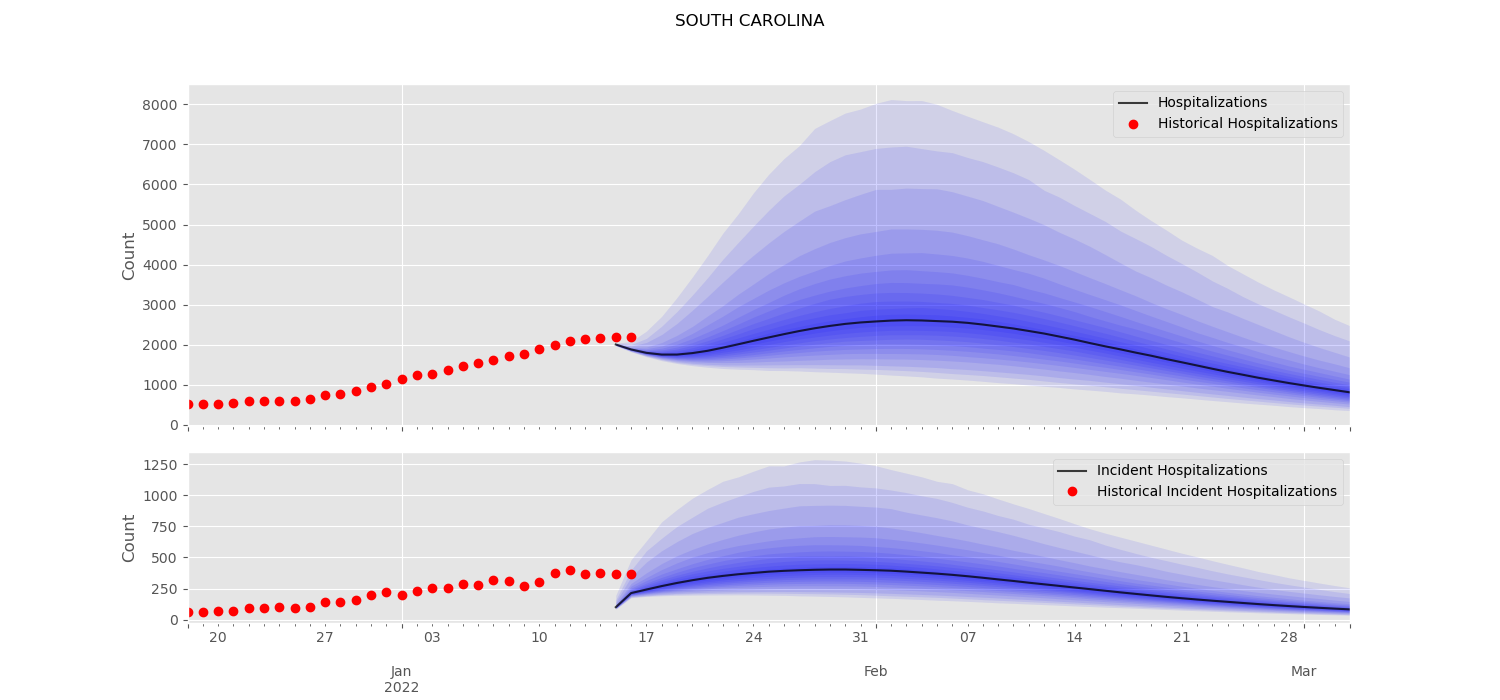 SOUTH CAROLINA
Hospitalizations
Historical Hospitalizations
Count
8000
7000
6000
5000
4000
3000
2000
1000
0
Incident Hospitalizations
Historical Incident Hospitalizations
Count
1250
1000
750
500
250
0
20 27 03 10 17 24 31 07 14 21 28
Jan Feb Mar
2022